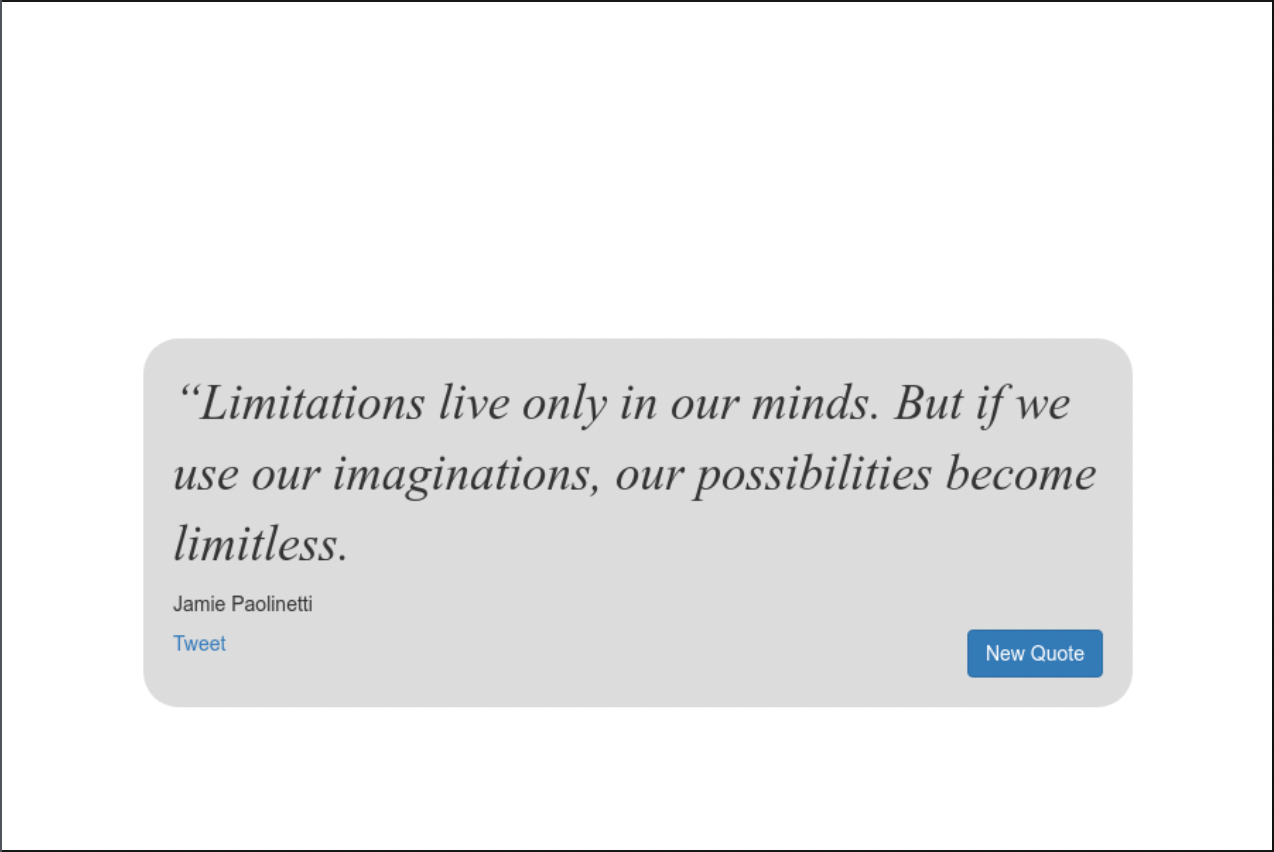 “Limitations live only in our minds. But if we
use our imaginations, our possibilities become
limitless.
Jamie Paolinetti
Tweet
New Quote